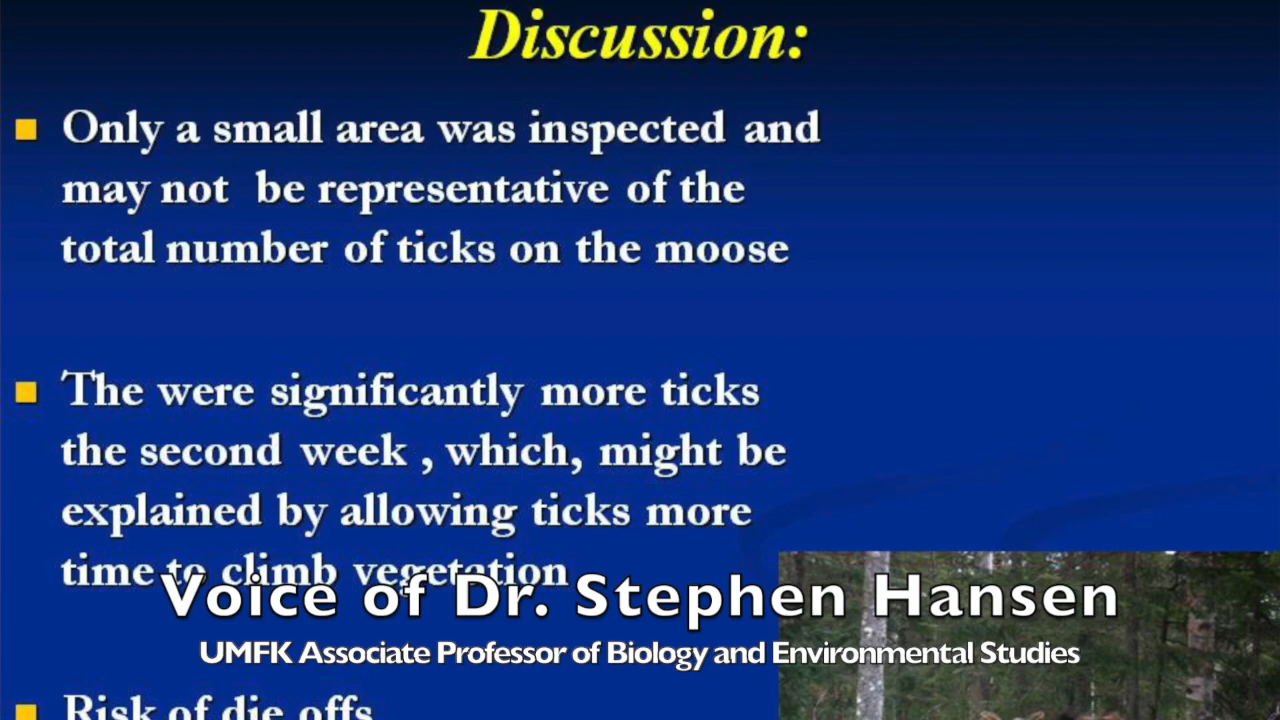 Discussion:
Only a small area was inspected and
may not be representative of the
total number of ticks on the moose
The were significantly more ticks
the second week , which, might be
explained by allowing ticks more
time to climb vegetation
Voice of Dr. Stephen Hansen
UMFK Associate Professor of Biology and Environmental Studies
Risk of die offs